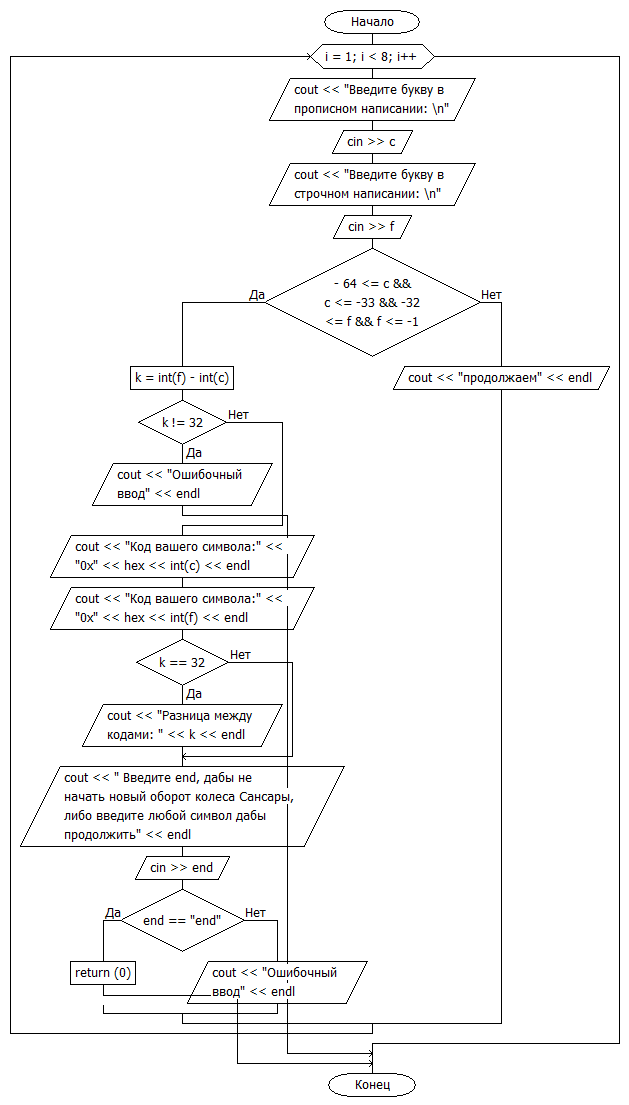 Начало
i = 1; i < 8; i++
cout << "Введите букву в
прописном написании: \n"
cin >> c
cout << "Введите букву в
строчном написании: \n"
cin >> f
- 64 <= c &&
c <= -33 && -32
<= f && f <= -1
Да
Нет
k = int(f) - int(c)
cout << "продолжаем" << endl
k != 32
Нет
Да
cout << "Ошибочный
ввод" << endl
cout << "Код вашего символа:" <<
"0x" << hex << int(c) << endl
cout << "Код вашего символа:" <<
"0x" << hex << int(f) << endl
k == 32
Нет
Да
cout << "Разница между
кодами: " << k << endl
cout << " Введите end, дабы не
начать новый оборот колеса Сансары,
либо введите любой символ дабы
продолжить" << endl
cin >> end
end == "end"
Да
Нет
return (0)
cout << "Ошибочный
ввод" << endl
Конец